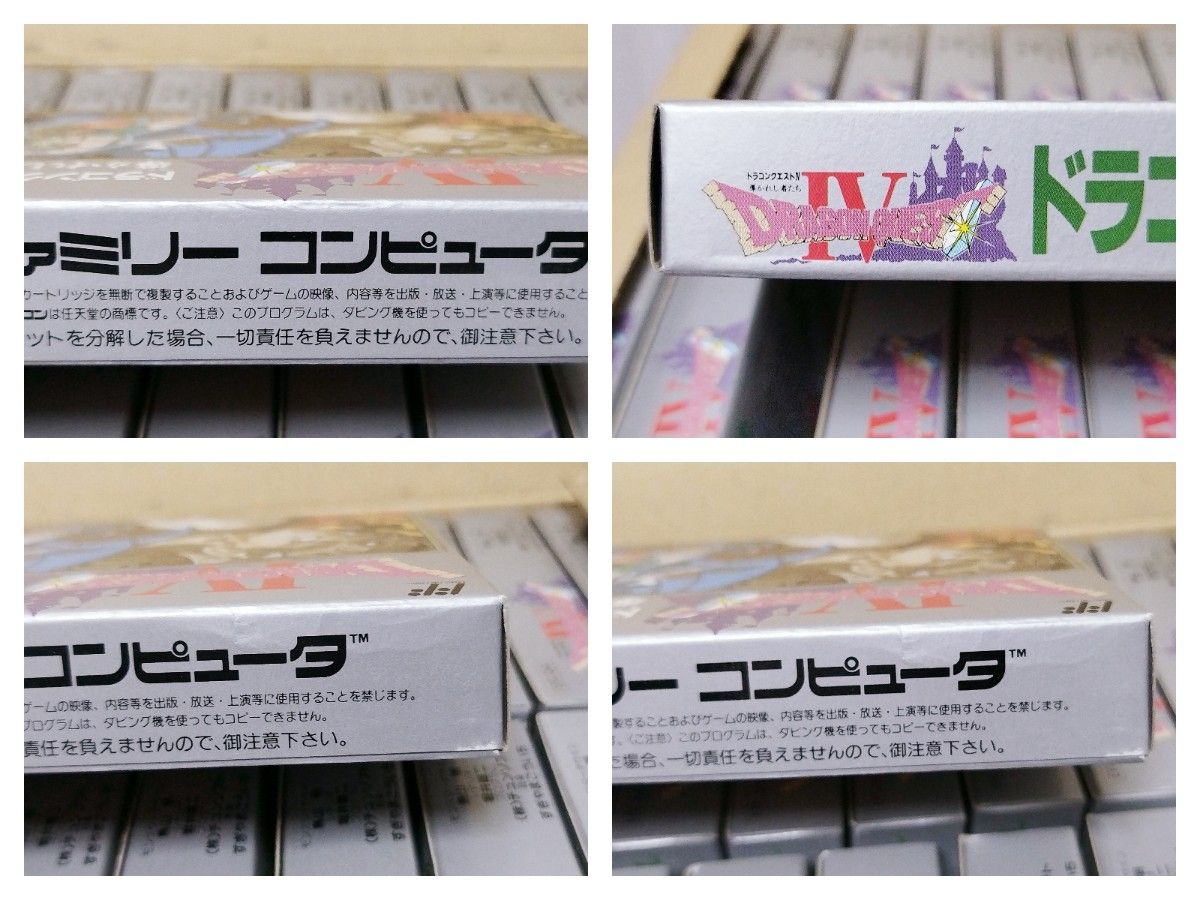 ァミリー コンピュータ
カートリッジを無断で複製することおよびゲームの映像、内容等を出版・放送・上演等に使用すること
コンは任天堂の商標です。〈ご注意〉このプログラムは、ダビング機を使ってもコピーできません。
ットを分解した場合、一切責任を負えませんので、御注意下さい。
ドラゴンクエストIV
導かれし者たち
IV
DRAGON QUEST
ドラゴ
コンピュータ™
ームの映像、内容等を出版・放送・上演等に使用することを禁じます。
プログラムは、ダビング機を使ってもコピーできません。
責任を負えませんので、御注意下さい。
リー コンピュータ™
製することおよびゲームの映像、内容等を出版・放送・上演等に使用することを禁じます。
す。〈ご注意〉このプログラムは、ダビング機を使ってもコピーできません。
た場合、一切責任を負えませんので、御注意下さい。